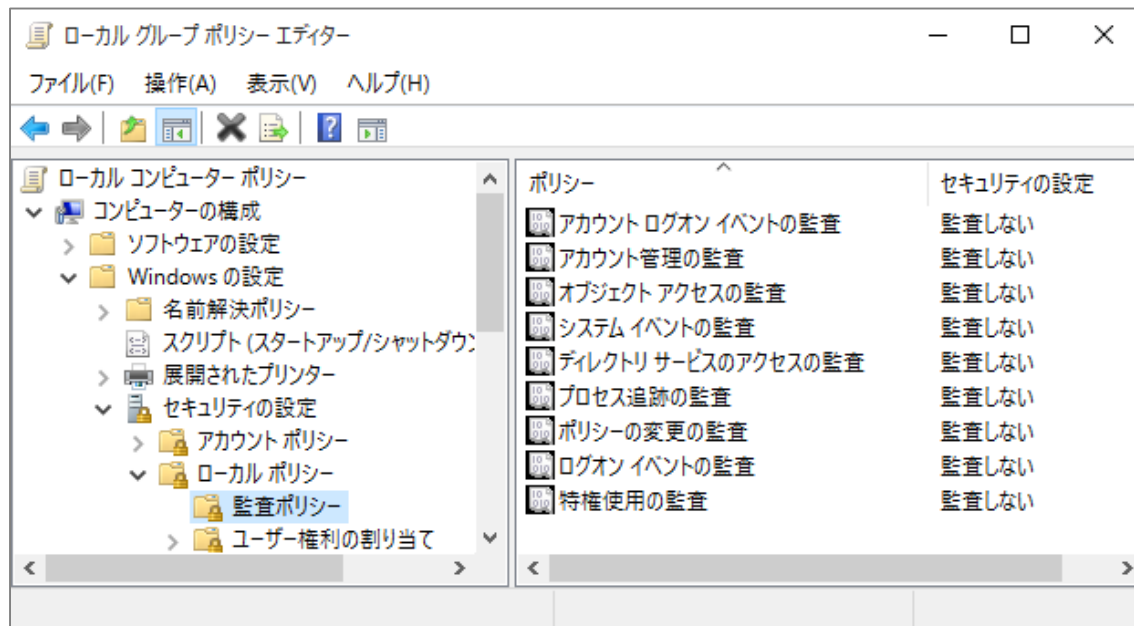 ローカル グループ ポリシー エディター
ファイル(F) 操作(A) 表示(V) ヘルプ(H)
ローカル コンピューター ポリシー
コンピューターの構成
ソフトウェアの設定
Windows の設定
名前解決ポリシー
スクリプト (スタートアップ/シャットダウン
展開されたプリンター
セキュリティの設定
アカウント ポリシー
ローカル ポリシー
監査ポリシー
ユーザー権利の割り当て
ポリシー セキュリティの設定
アカウント ログオン イベントの監査 監査しない
アカウント管理の監査 監査しない
オブジェクト アクセスの監査 監査しない
システム イベントの監査 監査しない
ディレクトリ サービスのアクセスの監査 監査しない
プロセス追跡の監査 監査しない
ポリシーの変更の監査 監査しない
ログオン イベントの監査 監査しない
特権使用の監査 監査しない